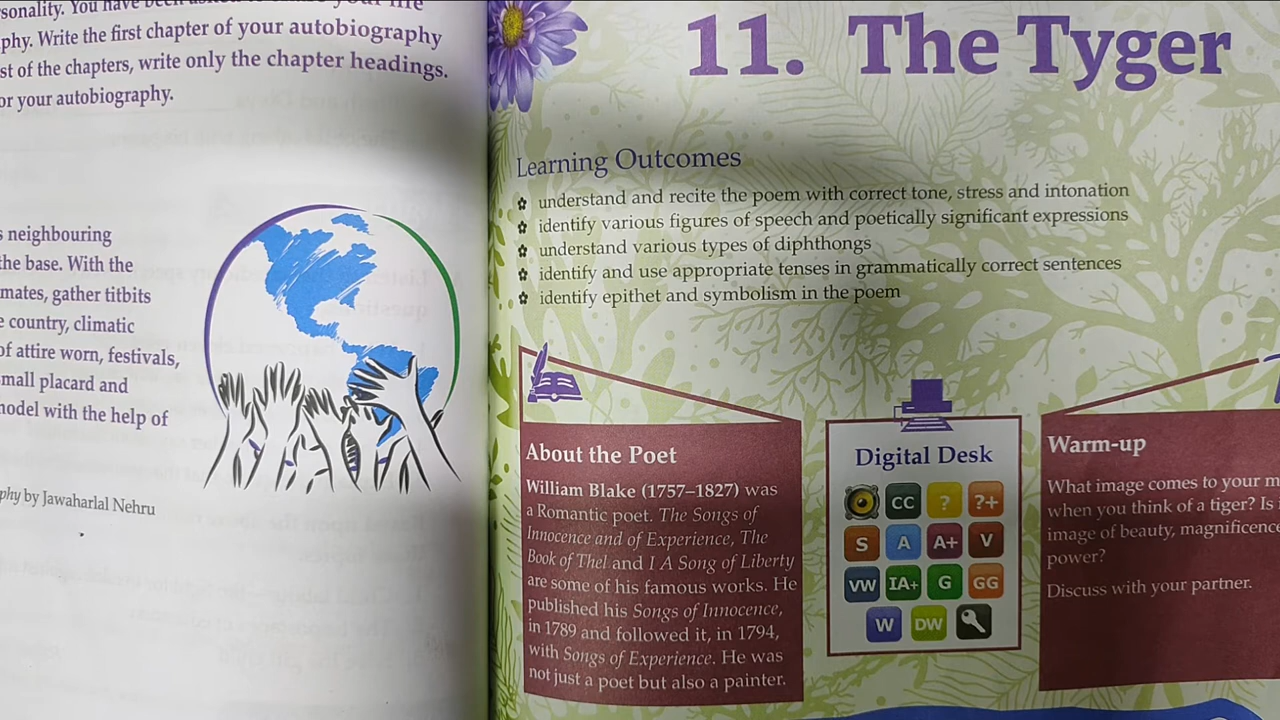 sonality. You have been
phy. Write the first chapter of your autobiography
st of the chapters, write only the chapter headings.
or your autobiography.
s neighbouring
the base. With the
mates, gather titbits
e country, climatic
of attire worn, festivals,
mall placard and
model with the help of
phy by Jawaharlal Nehru
11. The Tyger
Learning Outcomes
understand and recite the poem with correct tone, stress and intonation
identify various figures of speech and poetically significant expressions
understand various types of diphthongs
identify and use appropriate tenses in grammatically correct sentences
identify epithet and symbolism in the poem
About the Poet
William Blake (1757–1827) was
a Romantic poet. The Songs of
Innocence and of Experience, The
Book of Thel and I A Song of Liberty
are some of his famous works. He
published his Songs of Innocence,
in 1789 and followed it, in 1794,
with Songs of Experience. He was
not just a poet but also a painter.
Digital Desk
CC ? ?+
S A A+ V
VW IA+ G GG
W DW
Warm-up
What image comes to your m
when you think of a tiger? Is i
image of beauty, magnificence
power?
Discuss with your partner.